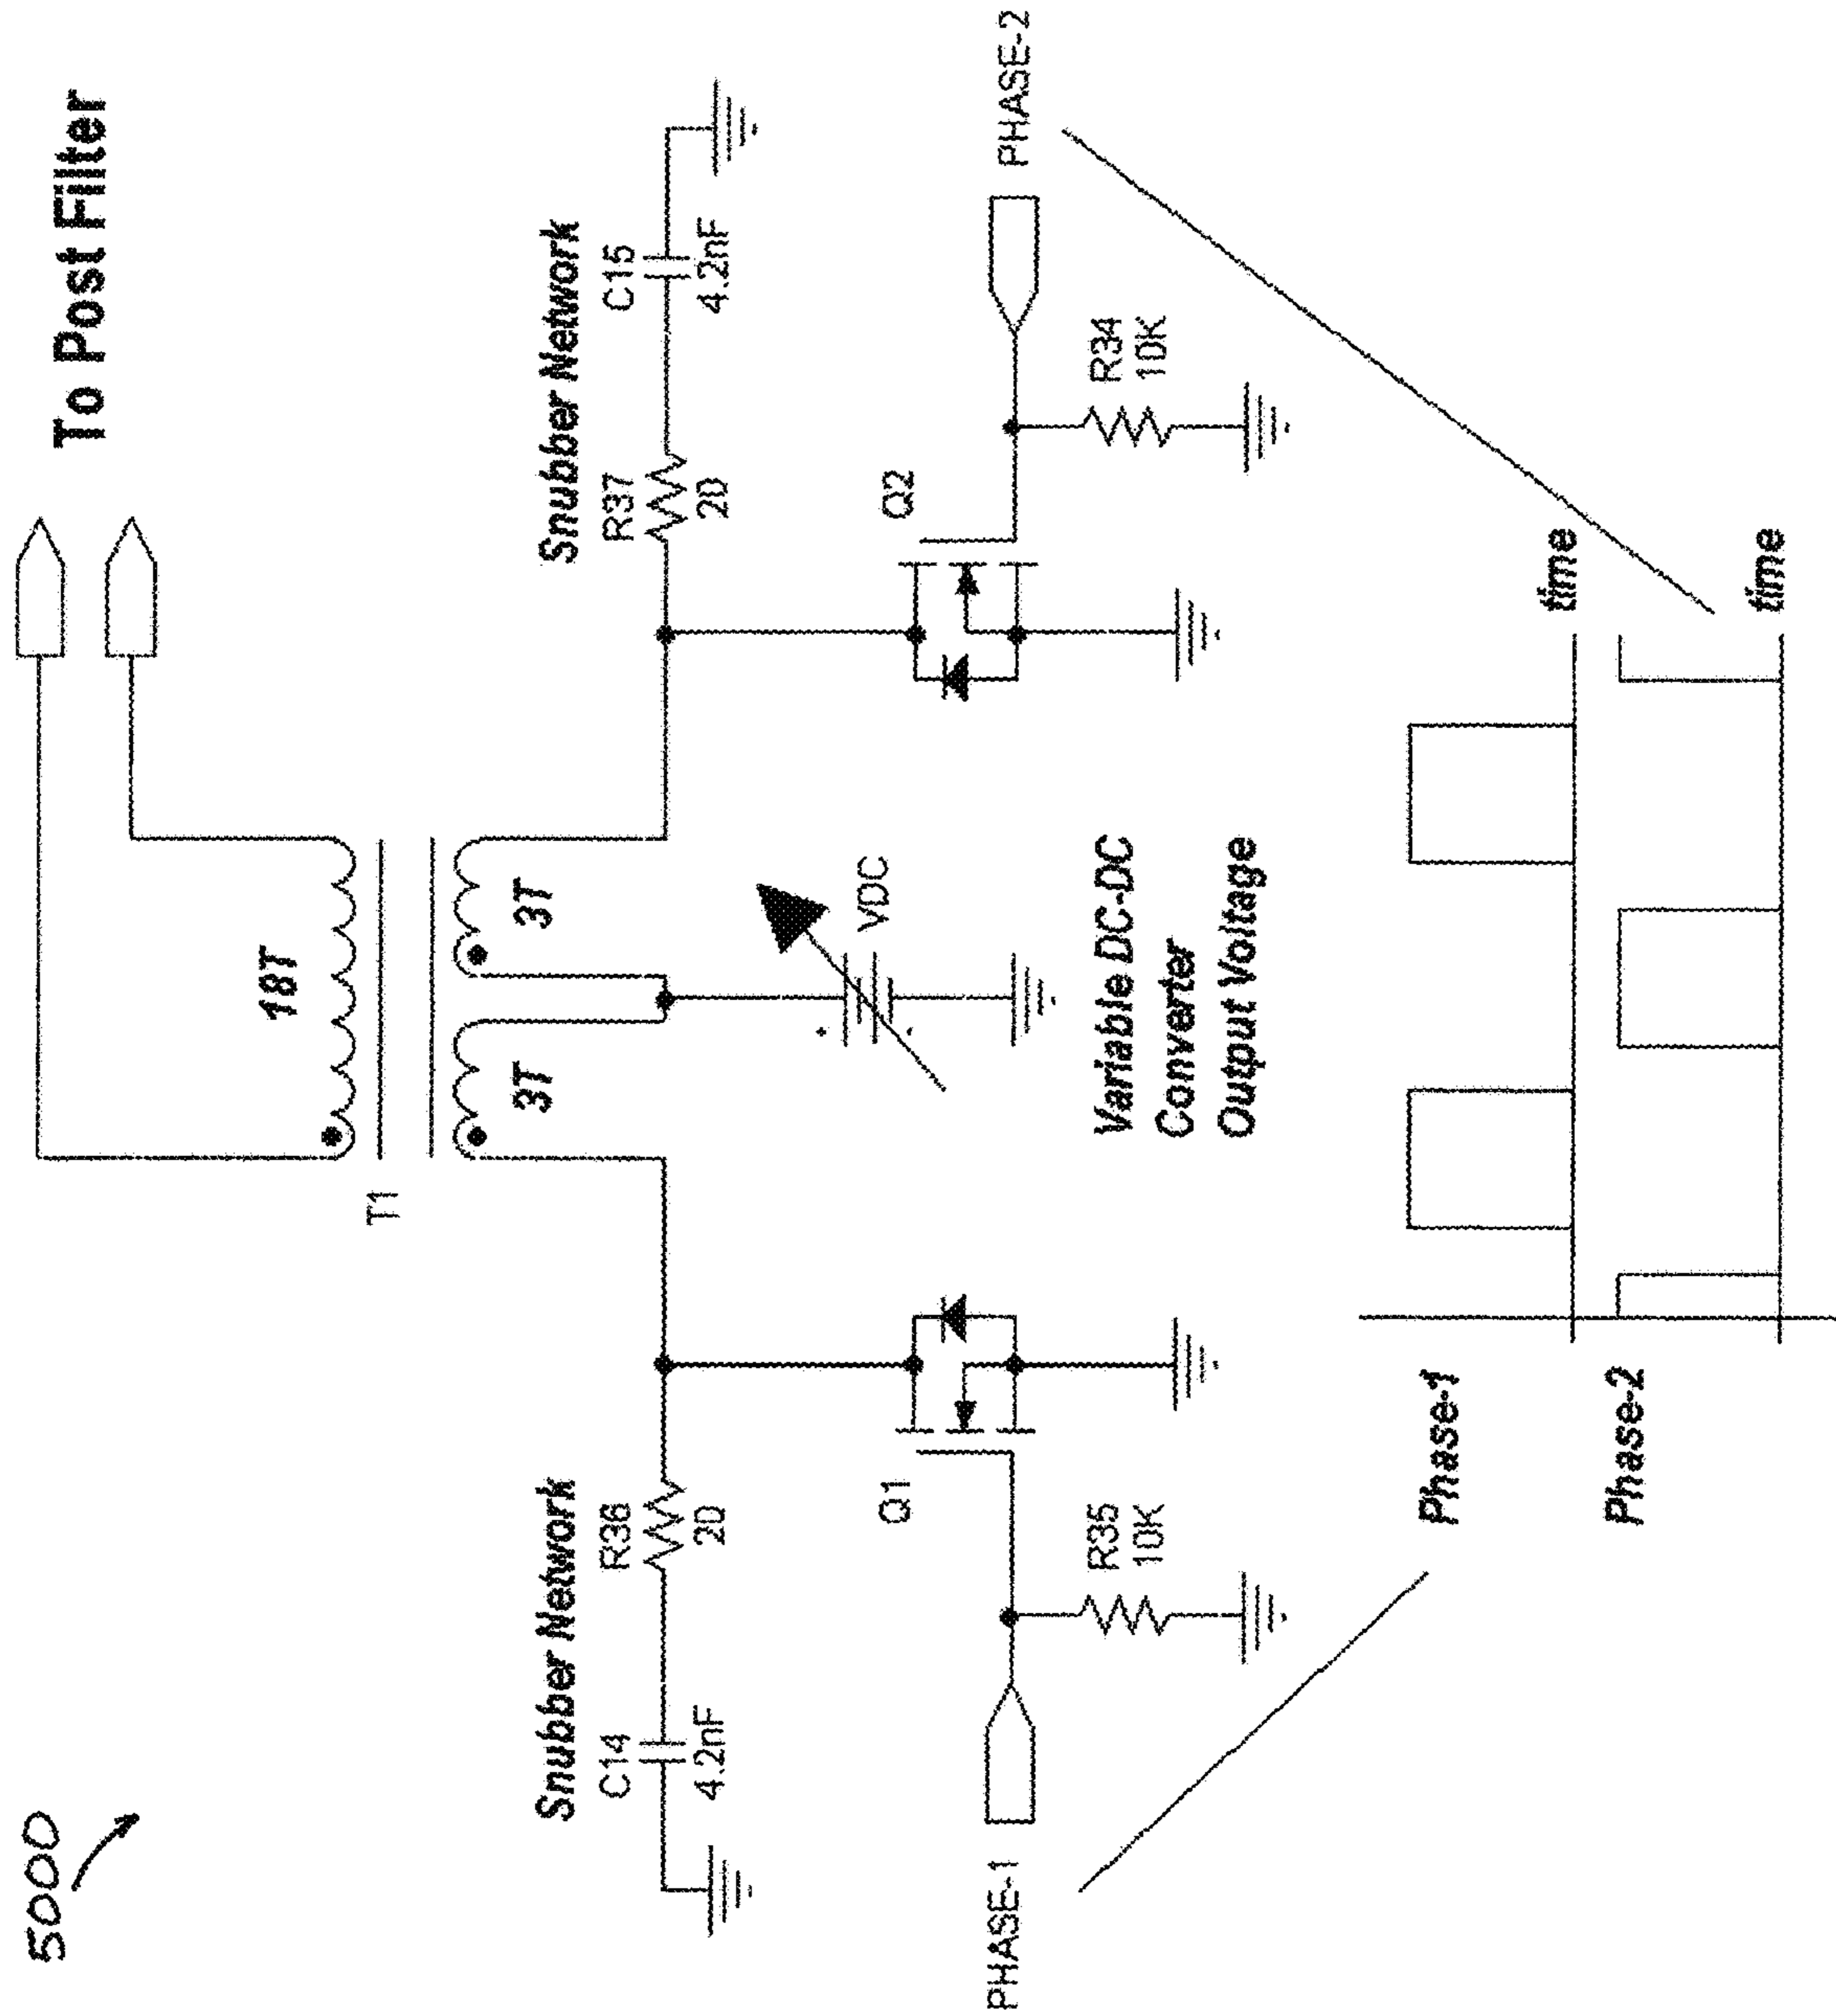 5000
To Post Filter
18T
T1
3T
3T
Snubber Network
Snubber Network
C14
4.2nF
R36
20
R37
20
C15
4.2nF
VDC
+
-
Q1
Q2
PHASE-1
PHASE-2
R35
10K
R34
10K
Variable DC-DC
Converter
Output Voltage
Phase-1
time
Phase-2
time